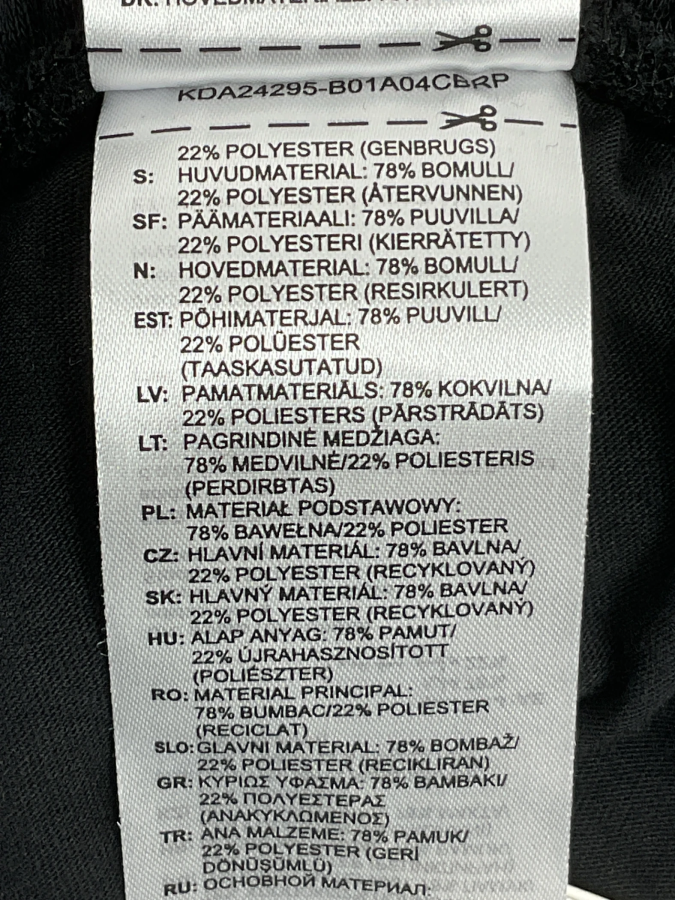 KDA24295-B01A04CBRP
22% POLYESTER (GENBRUGS)
S: HUVUDMATERIAL: 78% BOMULL/
22% POLYESTER (ÅTERVUNNEN)
SF: PÄÄMATERIAALI: 78% PUUVILLA/
22% POLYESTERI (KIERRÄTETTY)
N: HOVEDMATERIAL: 78% BOMULL/
22% POLYESTER (RESIRKULERT)
EST: PÕHIMATERJAL: 78% PUUVILL/
22% POLÜESTER
(TAASKASUTATUD)
LV: PAMATMATERIĀLS: 78% KOKVILNA/
22% POLIESTERS (PĀRSTRĀDĀTS)
LT: PAGRINDINĖ MEDŽIAGA:
78% MEDVILNĖ/22% POLIESTERIS
(PERDIRBTAS)
PL: MATERIAŁ PODSTAWOWY:
78% BAWEŁNA/22% POLIESTER
CZ: HLAVNÍ MATERIÁL: 78% BAVLNA/
22% POLYESTER (RECYKLOVANÝ)
SK: HLAVNÝ MATERIÁL: 78% BAVLNA/
22% POLYESTER (RECYKLOVANÝ)
HU: ALAP ANYAG: 78% PAMUT/
22% ÚJRAHASZNOSÍTOTT
(POLIÉSZTER)
RO: MATERIAL PRINCIPAL:
78% BUMBAC/22% POLIESTER
(RECICLAT)
SLO: GLAVNI MATERIAL: 78% BOMBAŽ/
22% POLIESTER (RECIKLIRAN)
GR: ΚΥΡΙΩΣ ΥΦΑΣΜΑ: 78% ΒΑΜΒΑΚΙ/
22% ΠΟΛΥΕΣΤΕΡΑΣ
(ΑΝΑΚΥΚΛΩΜΕΝΟΣ)
TR: ANA MALZEME: 78% PAMUK/
22% POLYESTER (GERİ
DÖNÜŞÜMLÜ)
RU: ОСНОВНОЙ МАТЕРИАЛ: